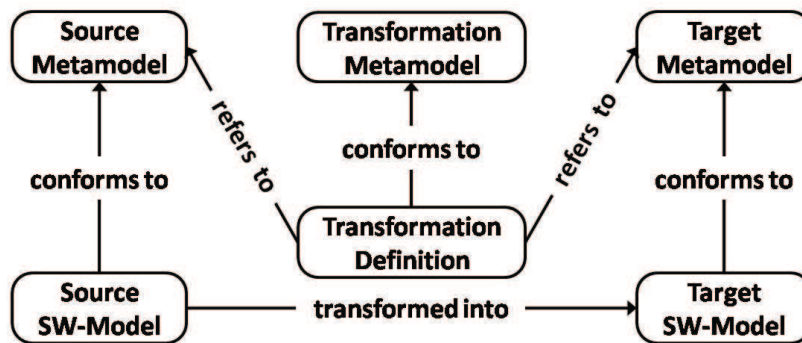 Source
Metamodel
Transformation
Metamodel
Target
Metamodel
conforms to
refers to
conforms to
refers to
conforms to
Transformation
Definition
Source
SW-Model
transformed into
Target
SW-Model